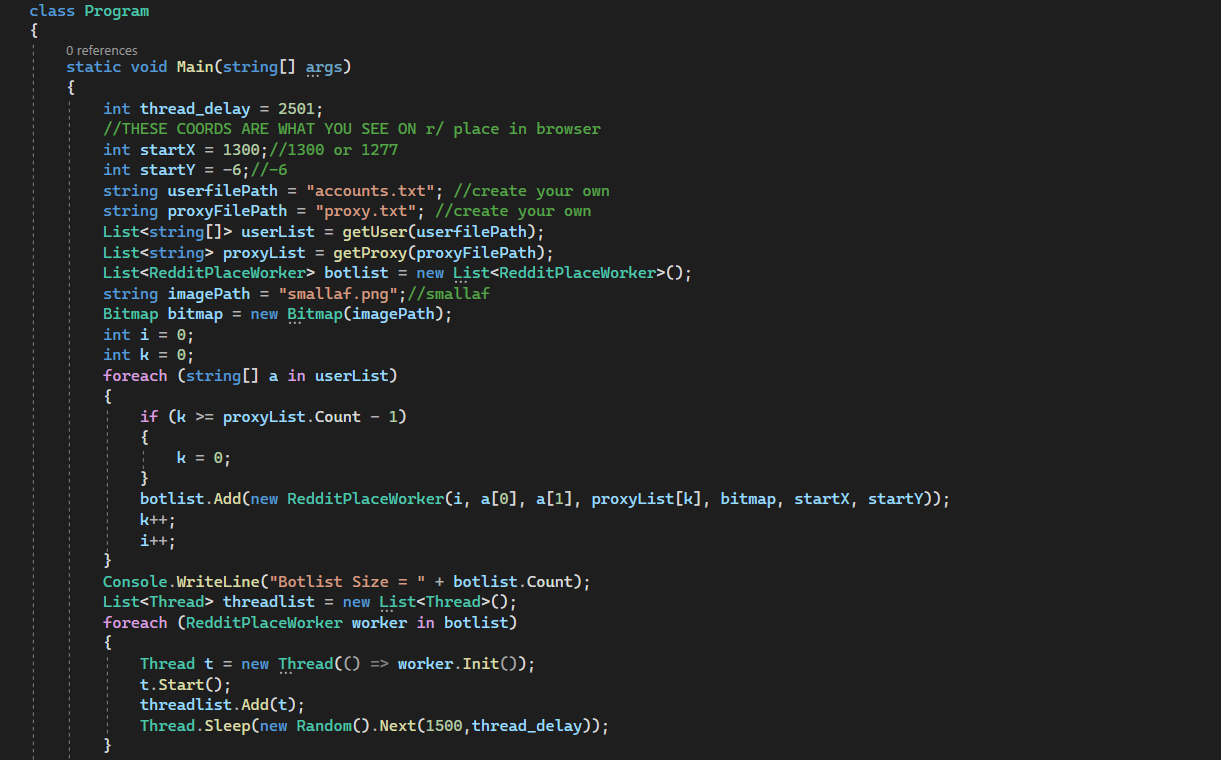 class Program
{
0 references
static void Main(string[] args)
{
int thread_delay = 2501;
//THESE COORDS ARE WHAT YOU SEE ON r/ place in browser
int startX = 1300;//1300 or 1277
int startY = -6;//-6
string userfilePath = "accounts.txt"; //create your own
string proxyFilePath = "proxy.txt"; //create your own
List<string[]> userList = getUser(userfilePath);
List<string> proxyList = getProxy(proxyFilePath);
List<RedditPlaceWorker> botlist = new List<RedditPlaceWorker>();
string imagePath = "smallaf.png";//smallaf
Bitmap bitmap = new Bitmap(imagePath);
int i = 0;
int k = 0;
foreach (string[] a in userList)
{
if (k >= proxyList.Count - 1)
{
k = 0;
}
botlist.Add(new RedditPlaceWorker(i, a[0], a[1], proxyList[k], bitmap, startX, startY));
k++;
i++;
}
Console.WriteLine("Botlist Size = " + botlist.Count);
List<Thread> threadlist = new List<Thread>();
foreach (RedditPlaceWorker worker in botlist)
{
Thread t = new Thread(() => worker.Init());
t.Start();
threadlist.Add(t);
Thread.Sleep(new Random().Next(1500,thread_delay));
}